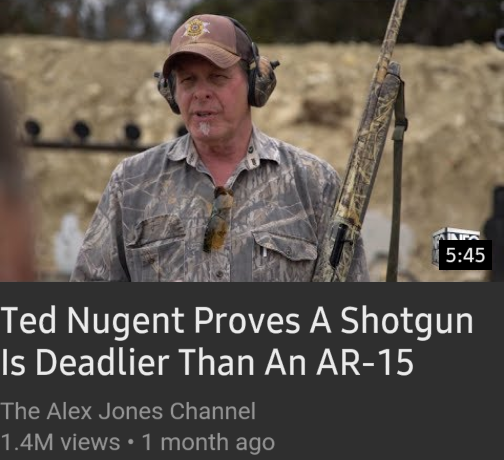 5:45
Ted Nugent Proves A Shotgun
Is Deadlier Than An AR-15
The Alex Jones Channel
1.4M views • 1 month ago